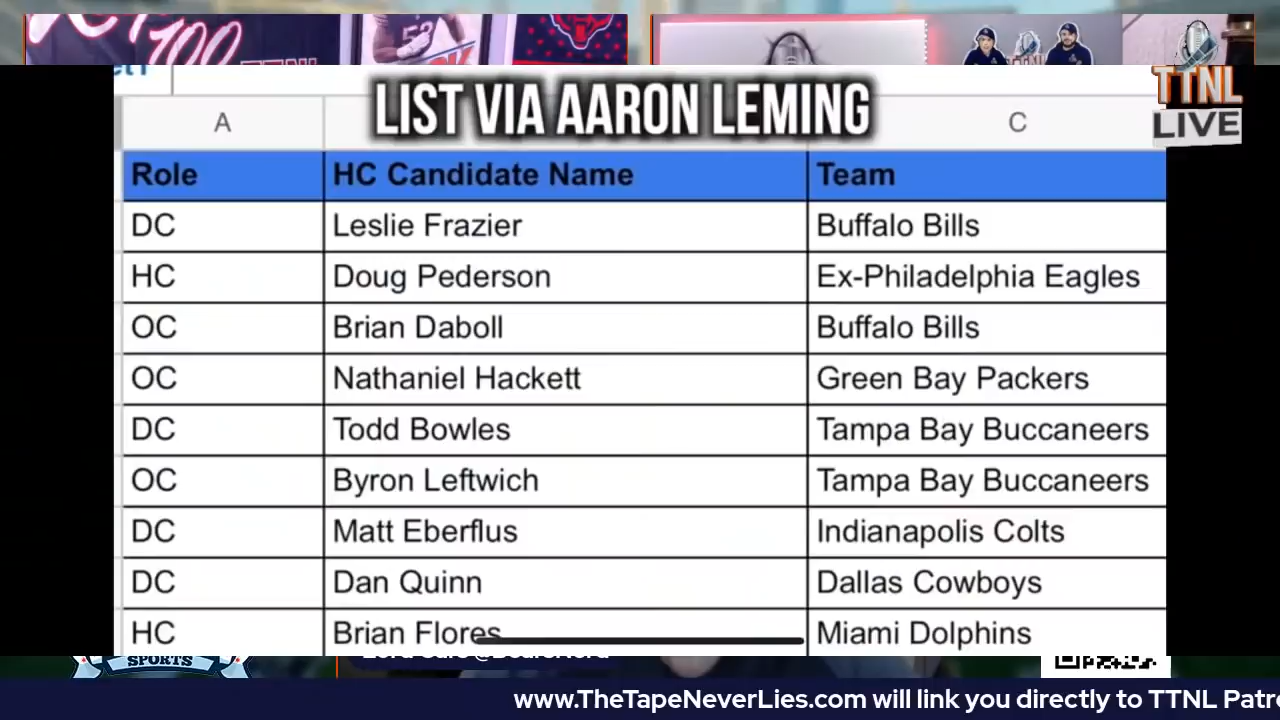 100
TTNL
LIVE
LIST VIA AARON LEMING
A
C
Role HC Candidate Name Team
DC Leslie Frazier Buffalo Bills
HC Doug Pederson Ex-Philadelphia Eagles
OC Brian Daboll Buffalo Bills
OC Nathaniel Hackett Green Bay Packers
DC Todd Bowles Tampa Bay Buccaneers
OC Byron Leftwich Tampa Bay Buccaneers
DC Matt Eberflus Indianapolis Colts
DC Dan Quinn Dallas Cowboys
HC Brian Flores Miami Dolphins
SPORTS
www.TheTapeNeverLies.com will link you directly to TTNL Patr